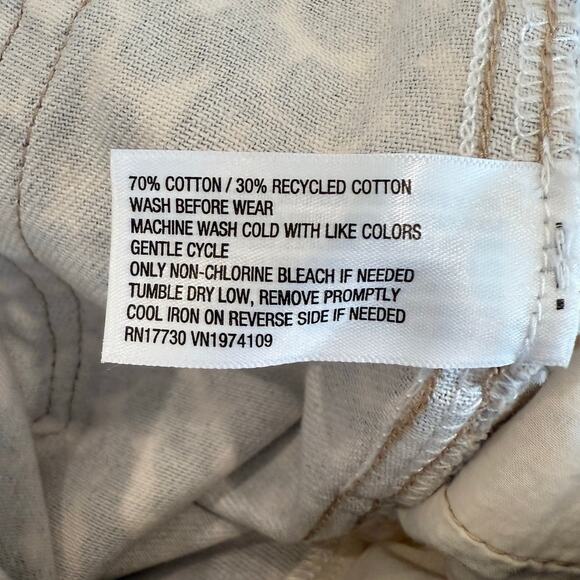 70% COTTON / 30% RECYCLED COTTON
WASH BEFORE WEAR
MACHINE WASH COLD WITH LIKE COLORS
GENTLE CYCLE
ONLY NON-CHLORINE BLEACH IF NEEDED
TUMBLE DRY LOW, REMOVE PROMPTLY
COOL IRON ON REVERSE SIDE IF NEEDED
RN17730 VN1974109